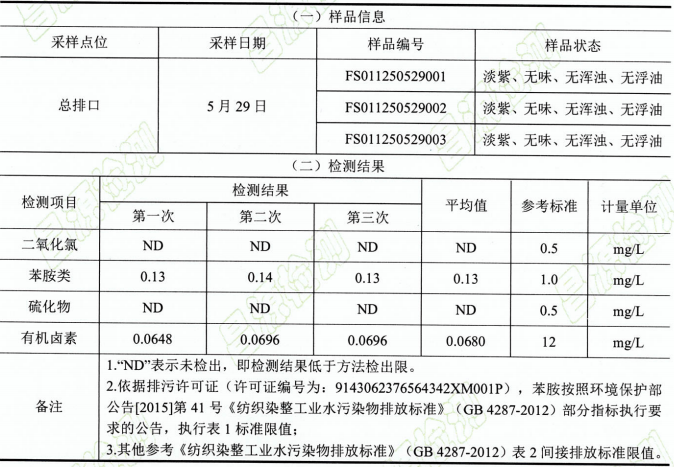 （一）样品信息
采样点位 采样日期 样品编号 样品状态
总排口 5 月 29 日 FS011250529001 淡紫、无味、无浑浊、无浮油
FS011250529002 淡紫、无味、无浑浊、无浮油
FS011250529003 淡紫、无味、无浑浊、无浮油
（二）检测结果
检测项目 检测结果 平均值 参考标准 计量单位
第一次 第二次 第三次
二氧化氯 ND ND ND ND 0.5 mg/L
苯胺类 0.13 0.14 0.13 0.13 1.0 mg/L
硫化物 ND ND ND ND 0.5 mg/L
有机卤素 0.0648 0.0696 0.0696 0.0680 12 mg/L
备注
1.“ND”表示未检出，即检测结果低于方法检出限。
2.依据排污许可证（许可证编号为：9143062376564342XM001P），苯胺按照环境保护部
公告[2015]第 41 号《纺织染整工业水污染物排放标准》（GB 4287-2012）部分指标执行要
求的公告，执行表 1 标准限值；
3.其他参考《纺织染整工业水污染物排放标准》（GB 4287-2012）表 2 间接排放标准限值。